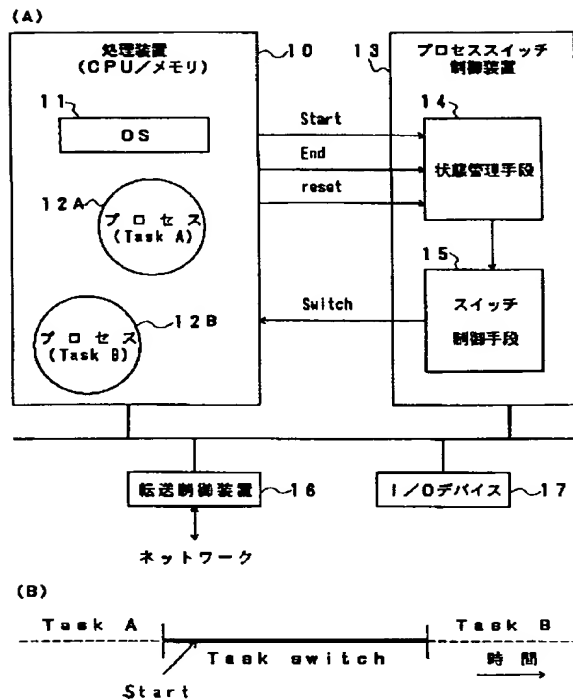 (A)
処理装置
(CPU/メモリ)
10
11
OS
12A
プロセス
(Task A)
プロセス
(Task B)
12B
Start
End
reset
Switch
13
プロセススイッチ
制御装置
14
状態管理手段
15
スイッチ
制御手段
転送制御装置
16
I/Oデバイス
17
ネットワーク
(B)
Task A
Task B
Task switch
時間
Start